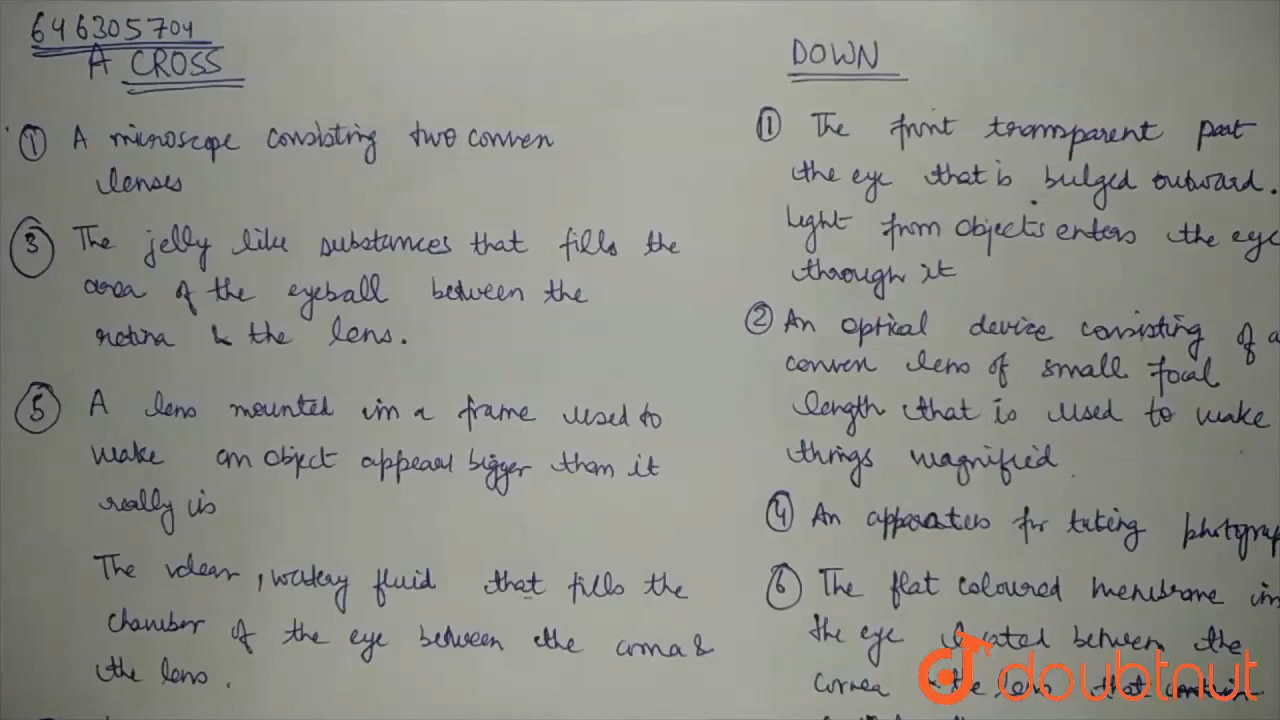 646305704
A CROSS
① A microscope consisting two convex
lenses
③ The jelly like substances that fills the
area of the eyeball between the
retina & the lens.
⑤ A lens mounted in a frame used to
make an object appear bigger than it
really is
The clear, watery fluid that fills the
chamber of the eye between the cornea &
the lens.
DOWN
① The front transparent part
the eye that is bulged outward.
Light from objects enters the eye
through it
② An optical device consisting of a
convex lens of small focal
length that is used to make
things magnified
④ An apparatus for taking photograp
⑥ The flat coloured membrane in
the eye located between the
cornea the lens that contain
doubtnut